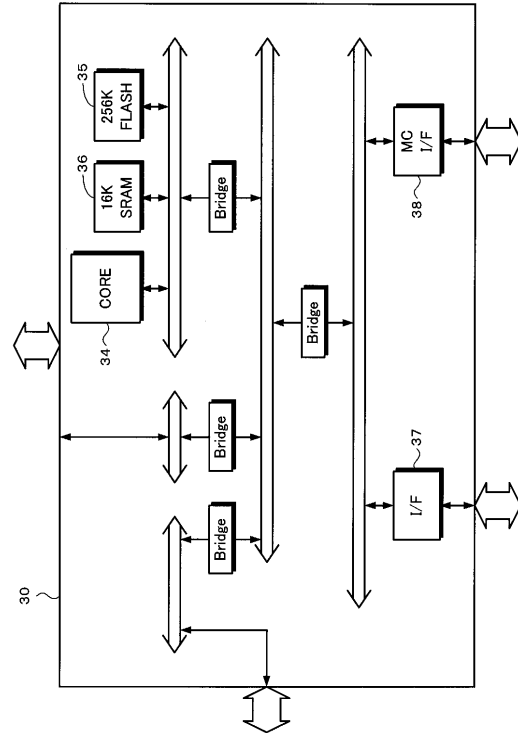 30
34
CORE
36
16K
SRAM
35
256K
FLASH
Bridge
Bridge
Bridge
Bridge
37
I/F
38
MC
I/F